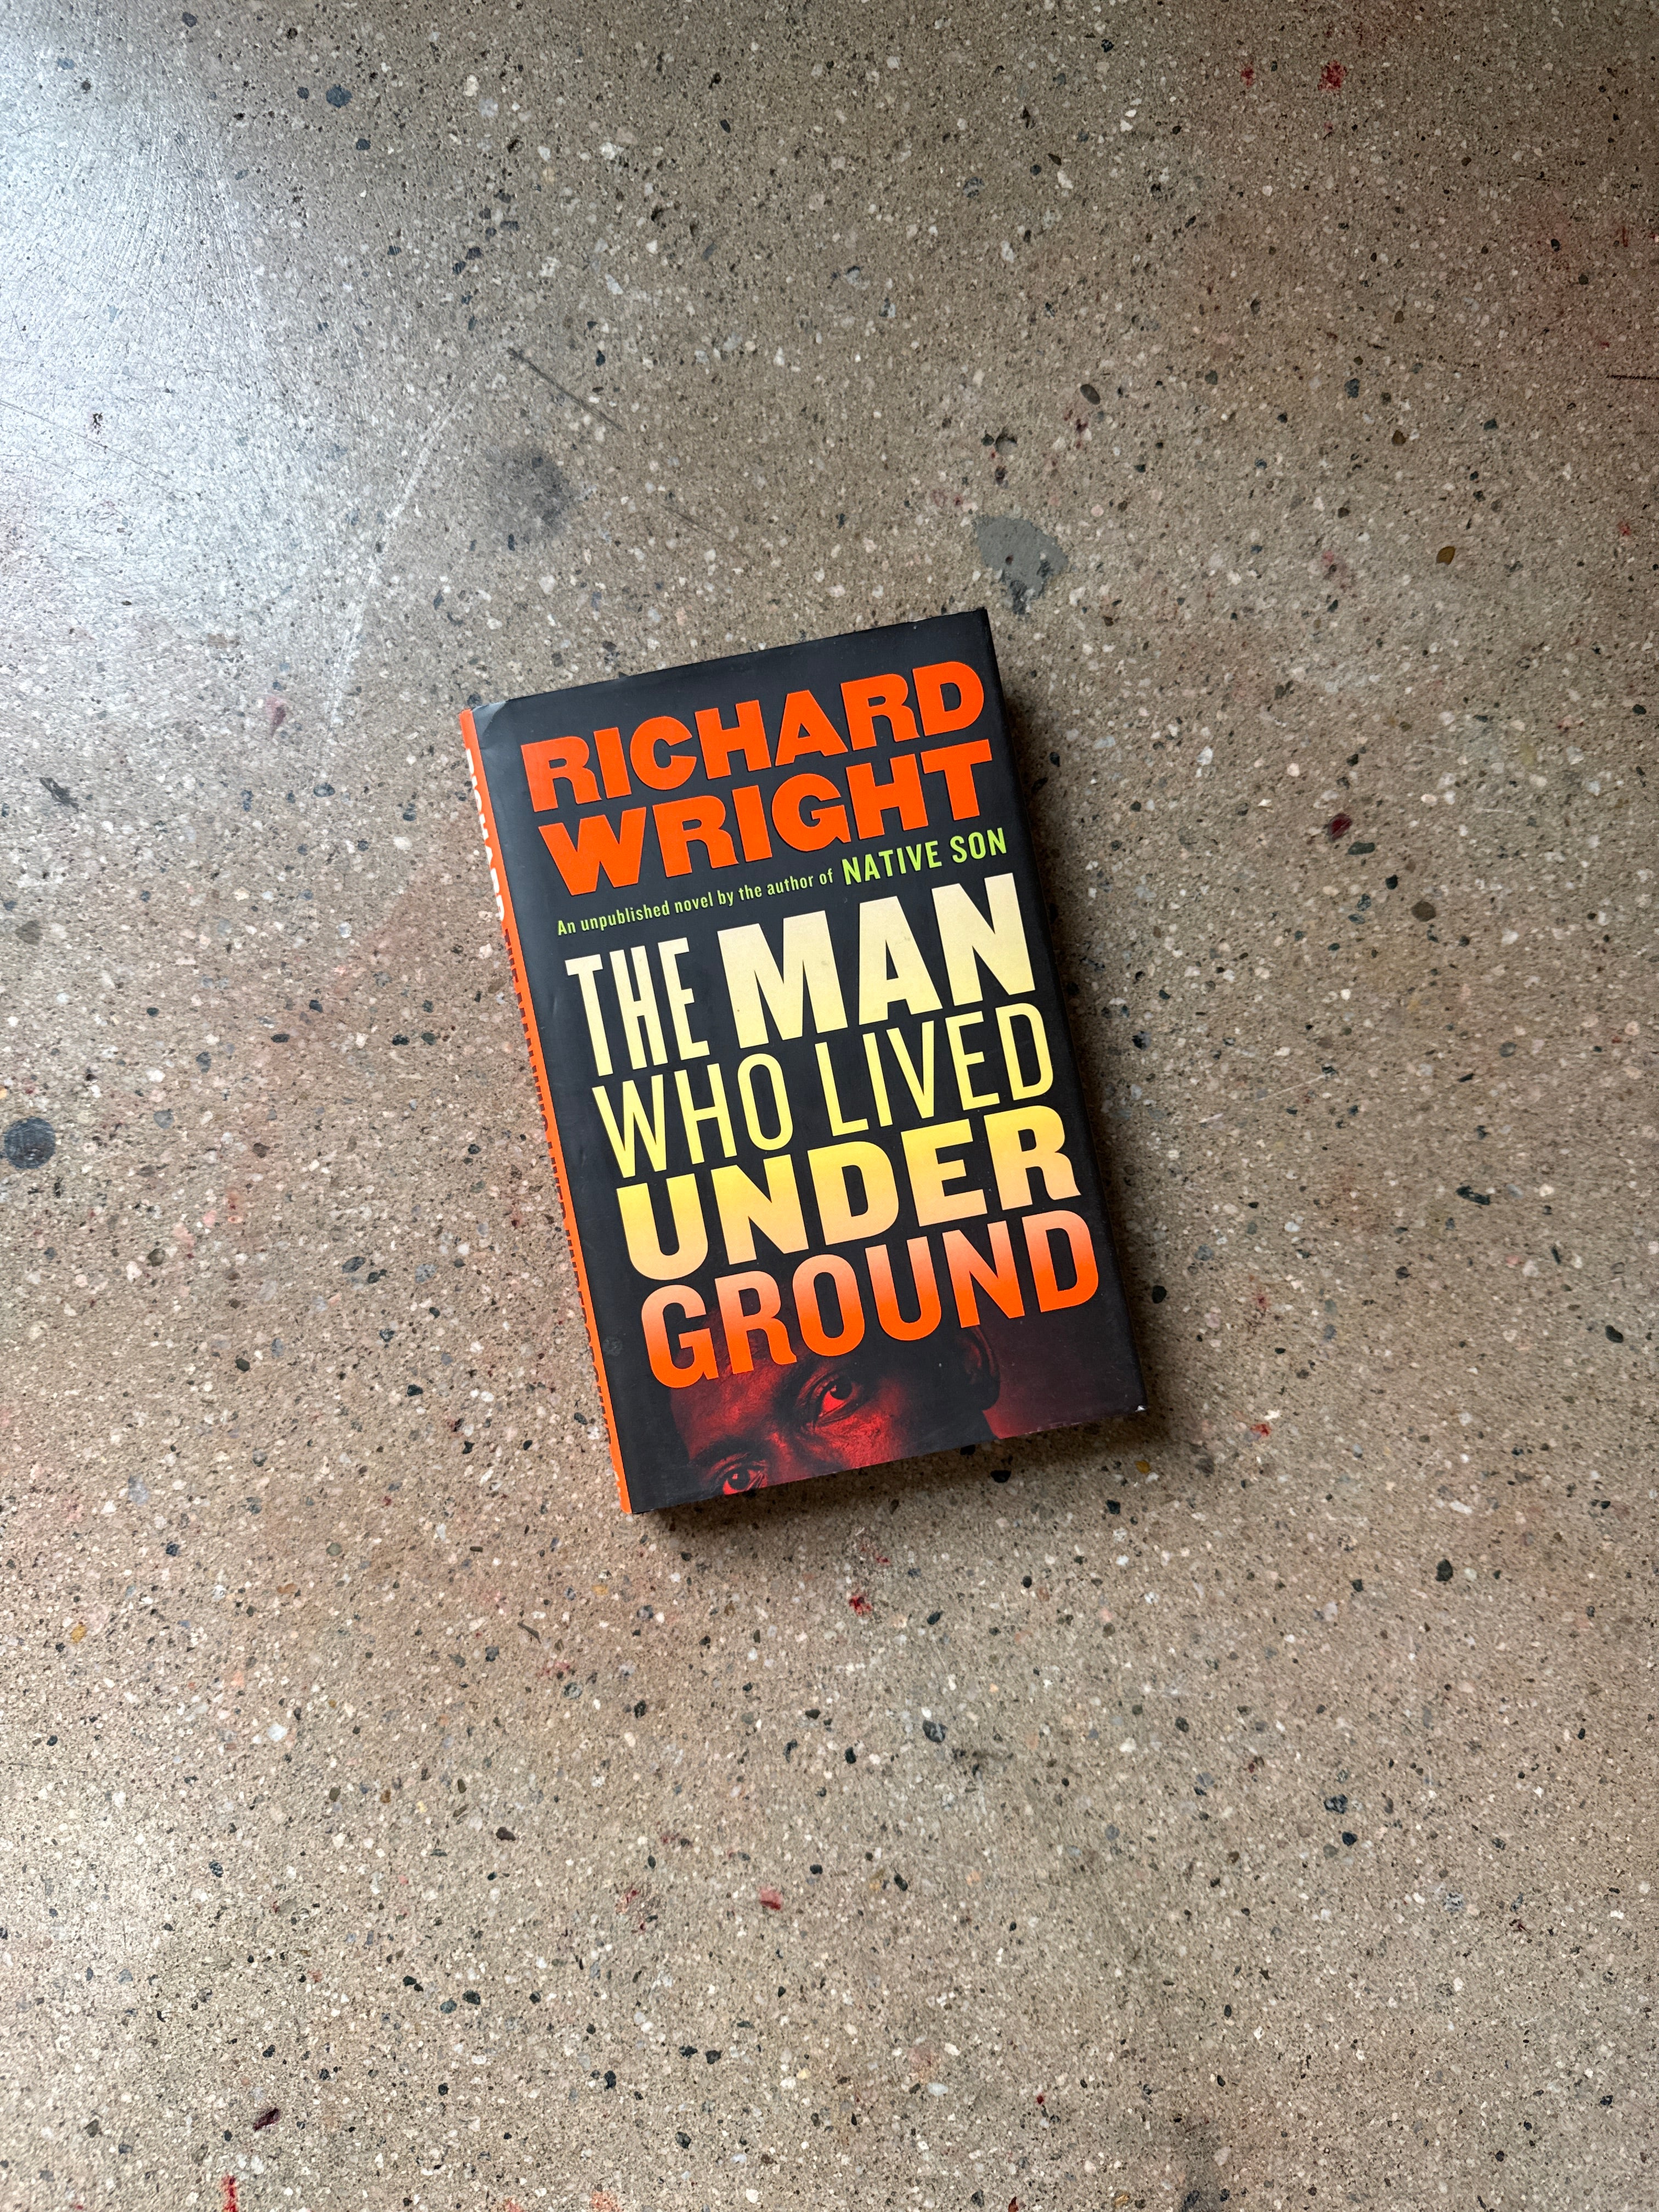 RICHARD
WRIGHT
An unpublished novel by the author of NATIVE SON
THE MAN
WHO LIVED
UNDER
GROUND